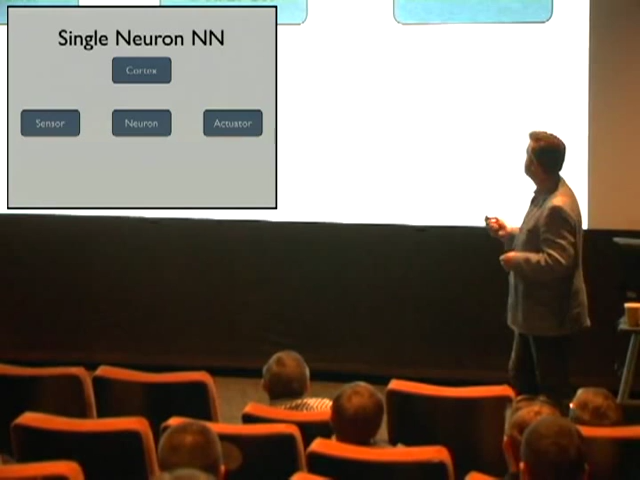 Single Neuron NN
Cortex
Sensor
Neuron
Actuator